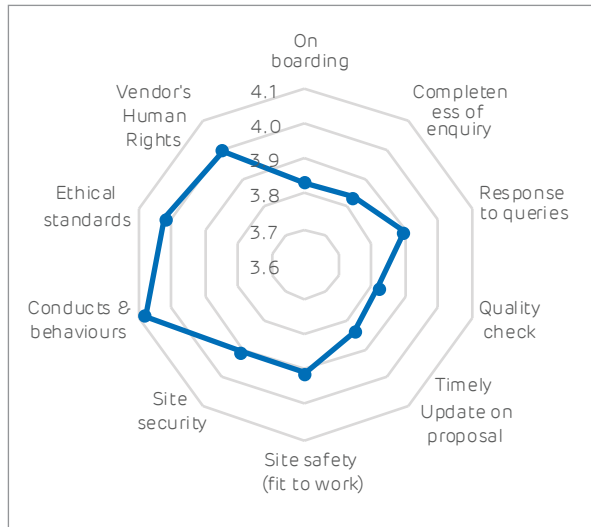 On
boarding
Completen
ess of
enquiry
Response
to queries
Quality
check
Timely
Update on
proposal
Site safety
(fit to work)
Site
security
Conducts &
behaviours
Ethical
standards
Vendor's
Human
Rights
4.1
4.0
3.9
3.8
3.7
3.6